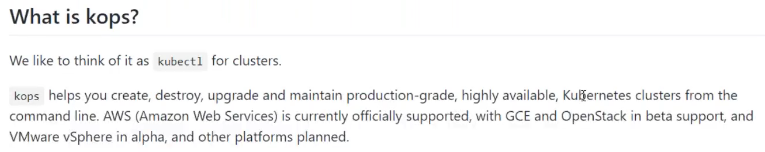 What is kops?
We like to think of it as kubectl for clusters.
kops helps you create, destroy, upgrade and maintain production-grade, highly available, Kubernetes clusters from the
command line. AWS (Amazon Web Services) is currently officially supported, with GCE and OpenStack in beta support, and
VMware vSphere in alpha, and other platforms planned.